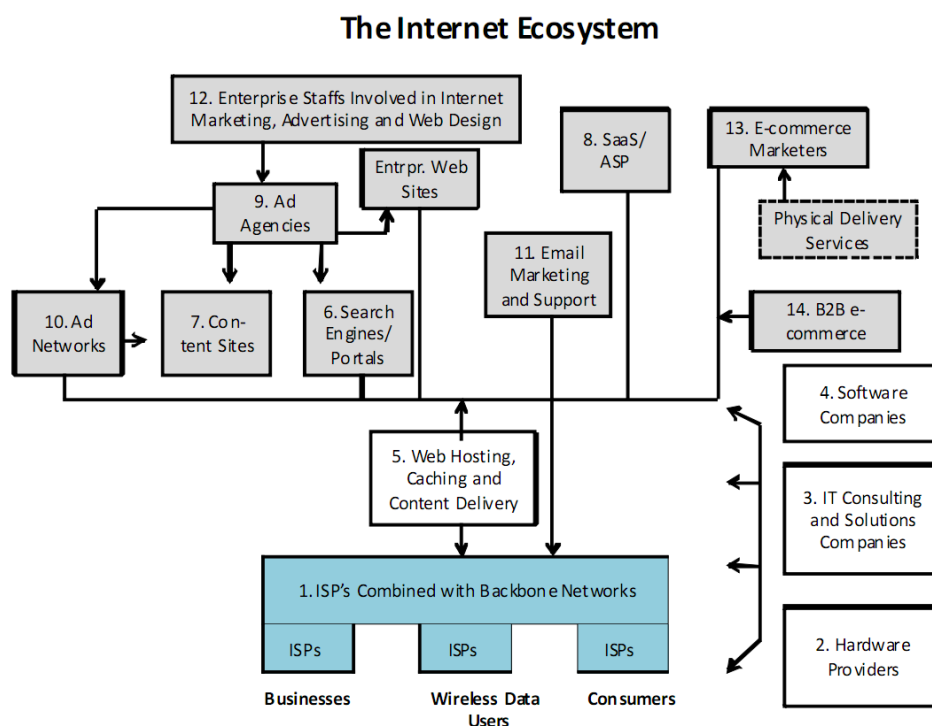 The Internet Ecosystem
12. Enterprise Staffs Involved in Internet
Marketing, Advertising and Web Design
8. SaaS/
ASP
13. E-commerce
Marketers
Entrpr. Web
Sites
9. Ad
Agencies
Physical Delivery
Services
11. Email
Marketing
and Support
10. Ad
Networks
7. Con-
tent Sites
6. Search
Engines/
Portals
14. B2B e-
commerce
4. Software
Companies
5. Web Hosting,
Caching and
Content Delivery
3. IT Consulting
and Solutions
Companies
1. ISP's Combined with Backbone Networks
ISPs
ISPs
ISPs
2. Hardware
Providers
Businesses
Wireless Data
Users
Consumers